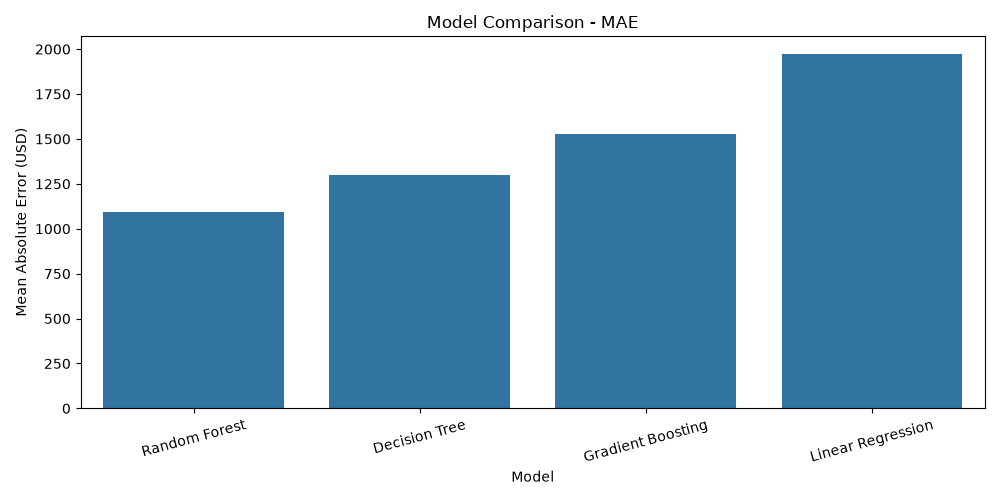 Model Comparison - MAE
Mean Absolute Error (USD)
2000
1750
1500
1250
1000
750
500
250
0
Random Forest
Decision Tree
Gradient Boosting
Linear Regression
Model